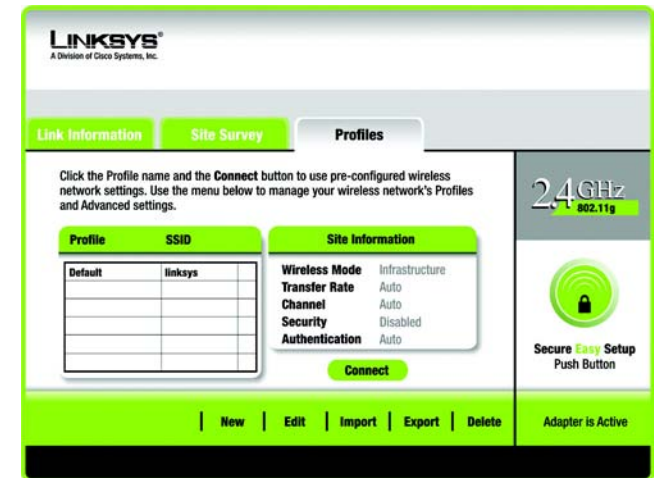 LINKSYS®
A Division of Cisco Systems, Inc.
Link Information Site Survey Profiles
Click the Profile name and the Connect button to use pre-configured wireless
network settings. Use the menu below to manage your wireless network's Profiles
and Advanced settings.
2.4 GHz
802.11g
Profile SSID
Default linksys
Site Information
Wireless Mode Infrastructure
Transfer Rate Auto
Channel Auto
Security Disabled
Authentication Auto
Connect
Secure Easy Setup
Push Button
New | Edit | Import | Export | Delete
Adapter is Active